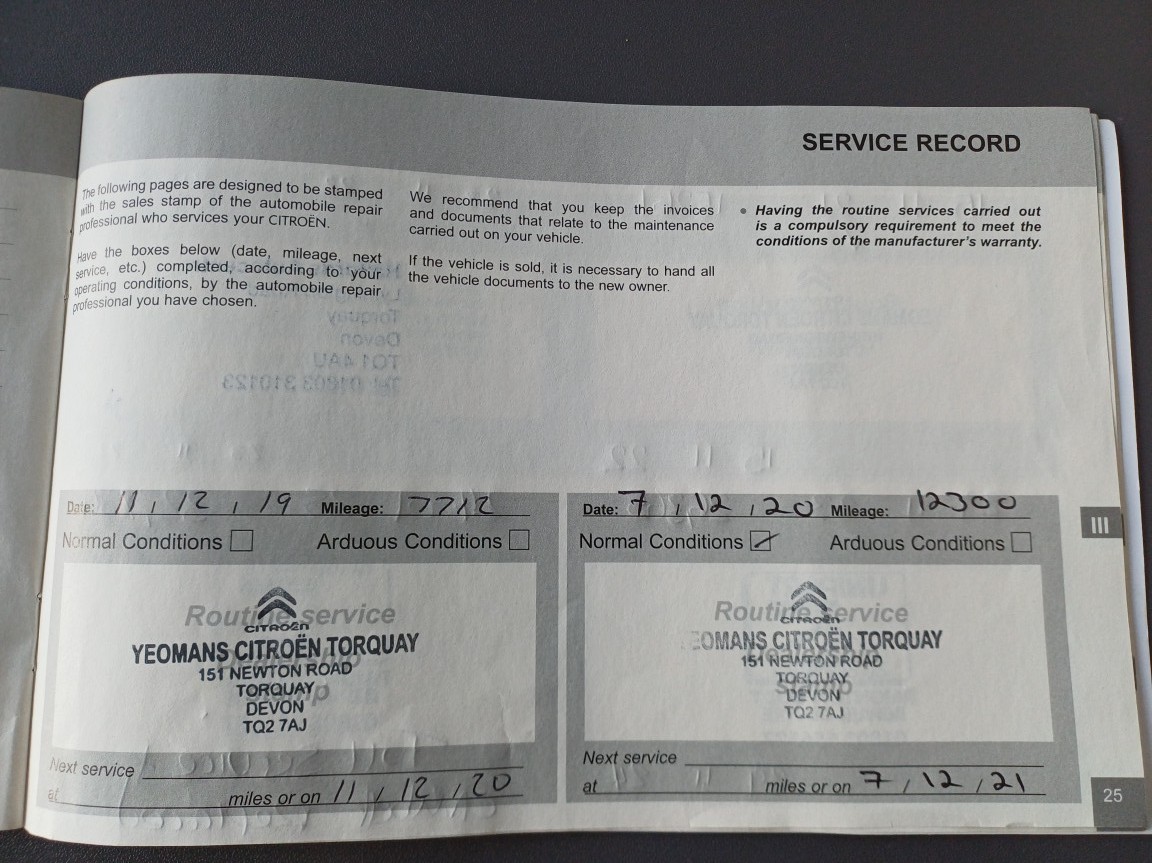 SERVICE RECORD
The following pages are designed to be stamped
with the sales stamp of the automobile repair
professional who services your CITROËN.
Have the boxes below (date, mileage, next
service, etc.) completed, according to your
operating conditions, by the automobile repair
professional you have chosen.
We recommend that you keep the invoices
and documents that relate to the maintenance
carried out on your vehicle.
If the vehicle is sold, it is necessary to hand all
the vehicle documents to the new owner.
• Having the routine services carried out
is a compulsory requirement to meet the
conditions of the manufacturer's warranty.
Date: 11 / 12 / 19 Mileage: 7712
Normal Conditions Arduous Conditions
Routine service
CITROËN
YEOMANS CITROËN TORQUAY
151 NEWTON ROAD
TORQUAY
DEVON
TQ2 7AJ
Next service
at miles or on 11 / 12 / 20
Date: 7 / 12 / 20 Mileage: 12300
Normal Conditions Arduous Conditions
Routine service
CITROËN
EOMANS CITROËN TORQUAY
151 NEWTON ROAD
TORQUAY
DEVON
TQ2 7AJ
Next service
at miles or on 7 / 12 / 21
III
25